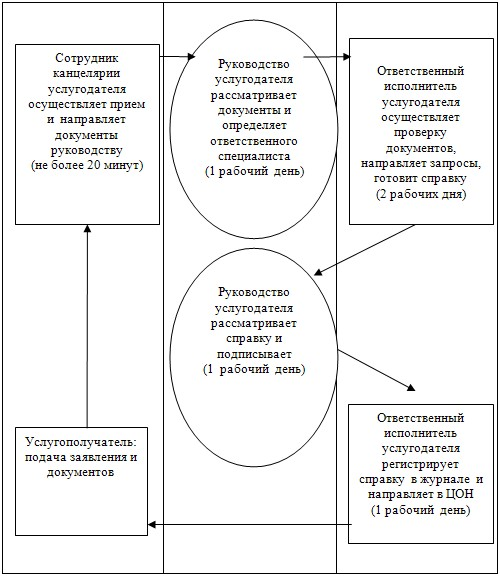 Сотрудник
канцелярии
услугодателя
осуществляет прием
и направляет
документы
руководству
(не более 20 минут)
Руководство
услугодателя
рассматривает
документы и
определяет
ответственного
специалиста
(1 рабочий день)
Ответственный
исполнитель
услугодателя
осуществляет
проверку
документов,
направляет запросы,
готовит справку
(2 рабочих дня)
Руководство
услугодателя
рассматривает
справку и
подписывает
(1 рабочий день)
Услугополучатель:
подача заявления и
документов
Ответственный
исполнитель
услугодателя
регистрирует
справку в журнале и
направляет в ЦОН
(1 рабочий день)